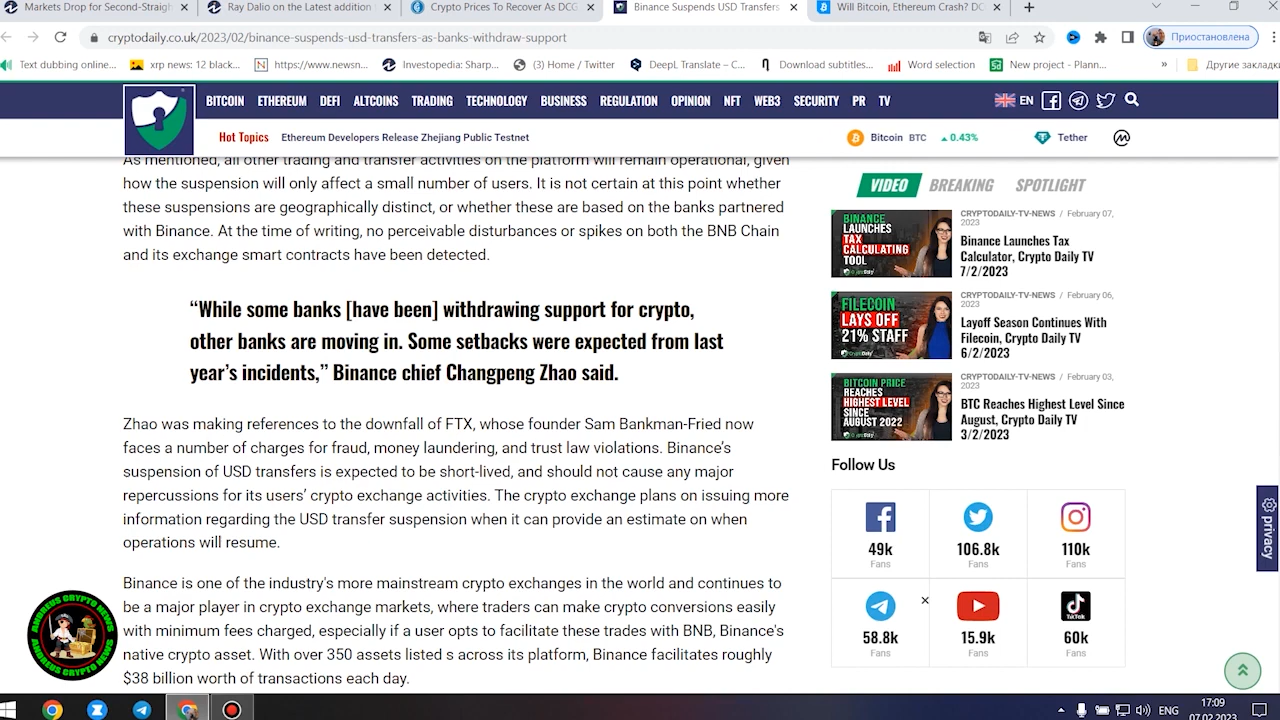 Markets Drop for Second-Straigh
Ray Dalio on the Latest addition
Crypto Prices To Recover As DCG
Binance Suspends USD Transfers
Will Bitcoin, Ethereum Crash? DC
cryptodaily.co.uk/2023/02/binance-suspends-usd-transfers-as-banks-withdraw-support
Приостановлена
Text dubbing online...
xrp news: 12 black...
https://www.newsn...
Investopedia: Sharp...
(3) Home / Twitter
DeepL Translate – C...
Download subtitles...
Word selection
New project - Plann...
»
Другие закладки
BITCOIN ETHEREUM DEFI ALTCOINS TRADING TECHNOLOGY BUSINESS REGULATION OPINION NFT WEB3 SECURITY PR TV
EN
Hot Topics Ethereum Developers Release Zhejiang Public Testnet
Bitcoin BTC ▲0.43%
Tether
As mentioned, all other trading and transfer activities on the platform will remain operational, given
how the suspension will only affect a small number of users. It is not certain at this point whether
these suspensions are geographically distinct, or whether these are based on the banks partnered
with Binance. At the time of writing, no perceivable disturbances or spikes on both the BNB Chain
and its exchange smart contracts have been detected.
“While some banks [have been] withdrawing support for crypto,
other banks are moving in. Some setbacks were expected from last
year’s incidents,” Binance chief Changpeng Zhao said.
Zhao was making references to the downfall of FTX, whose founder Sam Bankman-Fried now
faces a number of charges for fraud, money laundering, and trust law violations. Binance’s
suspension of USD transfers is expected to be short-lived, and should not cause any major
repercussions for its users’ crypto exchange activities. The crypto exchange plans on issuing more
information regarding the USD transfer suspension when it can provide an estimate on when
operations will resume.
Binance is one of the industry's more mainstream crypto exchanges in the world and continues to
be a major player in crypto exchange markets, where traders can make crypto conversions easily
with minimum fees charged, especially if a user opts to facilitate these trades with BNB, Binance's
native crypto asset. With over 350 assets listed s across its platform, Binance facilitates roughly
$38 billion worth of transactions each day.
VIDEO BREAKING SPOTLIGHT
BINANCE
LAUNCHES
TAX
CALCULATING
TOOL
CRYPTODAILY-TV-NEWS / February 07,
2023
Binance Launches Tax
Calculator, Crypto Daily TV
7/2/2023
FILECOIN
LAYS OFF
21% STAFF
CRYPTODAILY-TV-NEWS / February 06,
2023
Layoff Season Continues With
Filecoin, Crypto Daily TV
6/2/2023
BITCOIN PRICE
REACHES
HIGHEST LEVEL
SINCE
AUGUST 2022
CRYPTODAILY-TV-NEWS / February 03,
2023
BTC Reaches Highest Level Since
August, Crypto Daily TV
3/2/2023
Follow Us
49k
Fans
106.8k
Fans
110k
Fans
58.8k
Fans
15.9k
Fans
TikTok
60k
Fans
privacy
ANDREUS CRYPTO NEWS
ANDREUS CRYPTO NEWS
ENG
17:09
07.02.2023